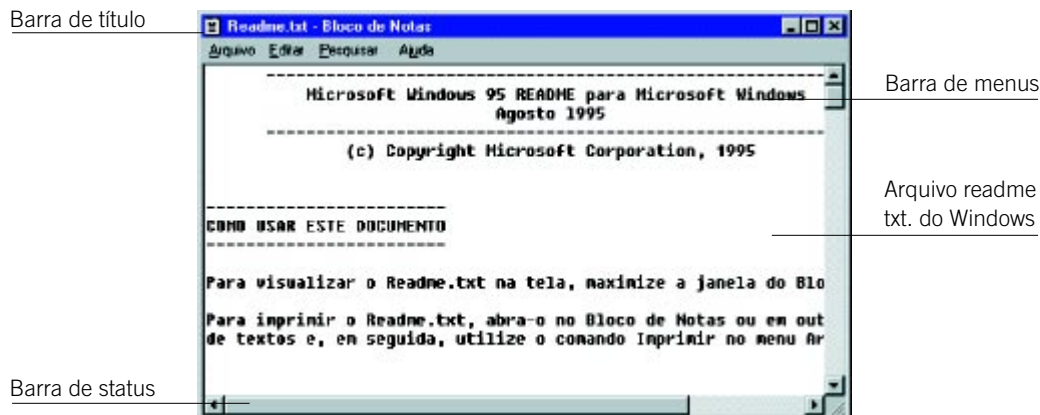 Barra de título
Readme.txt - Bloco de Notas
Arquivo Editar Pesquisar Ajuda
Microsoft Windows 95 README para Microsoft Windows
Agosto 1995
Barra de menus
(c) Copyright Microsoft Corporation, 1995
Arquivo readme
txt. do Windows
COMO USAR ESTE DOCUMENTO
Para visualizar o Readme.txt na tela, maximize a janela do Blo
Para imprimir o Readme.txt, abra-o no Bloco de Notas ou em out
de textos e, em seguida, utilize o comando Imprimir no menu Ar
Barra de status